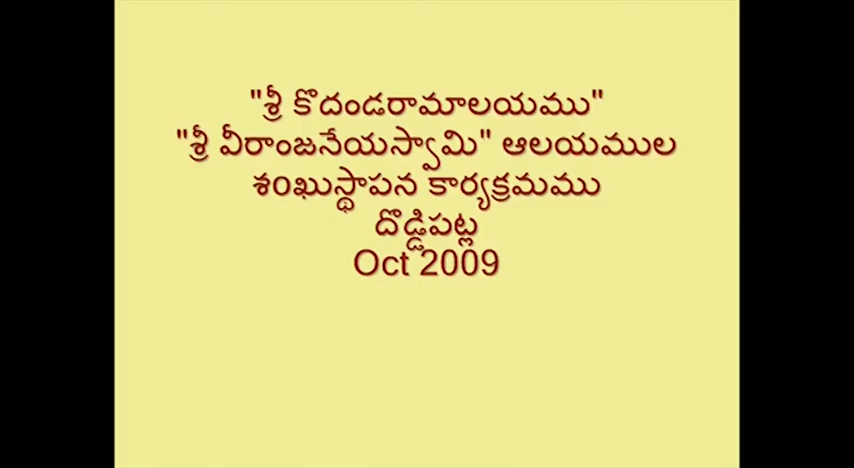 "శ్రీ కొదండరామాలయము"
"శ్రీ వీరాంజనేయస్వామి" ఆలయముల
శంఖుస్థాపన కార్యక్రమము
దొడ్డిపట్ల
Oct 2009